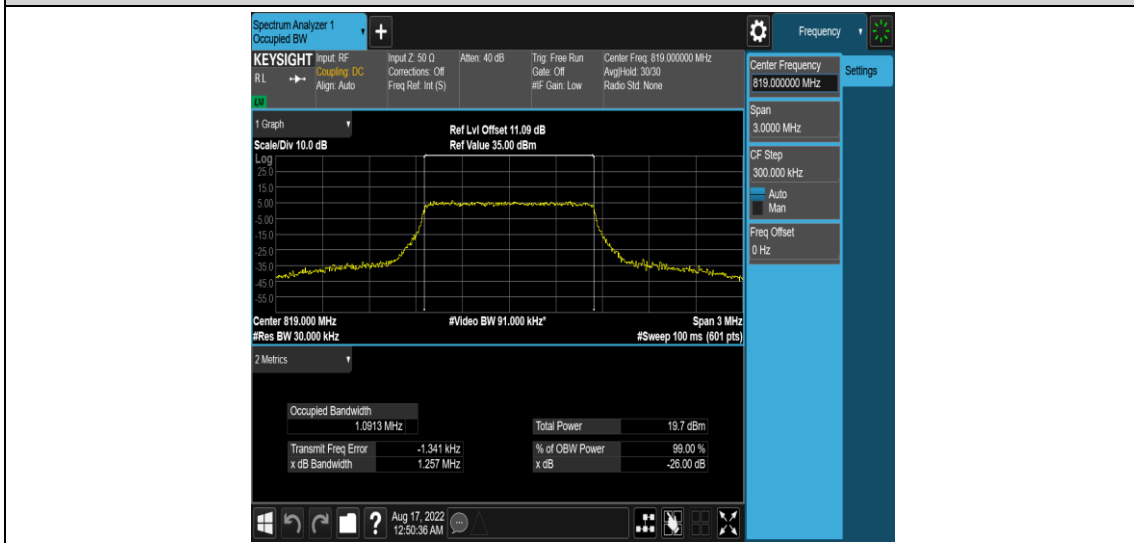 Spectrum Analyzer 1
Occupied BW
+
Frequency
KEYSIGHT
RL
LXI
Input: RF
Coupling: DC
Align: Auto
Input Z: 50 Ω
Corrections: Off
Freq Ref: Int (S)
Atten: 40 dB
Trig: Free Run
Gate: Off
#IF Gain: Low
Center Freq: 819.000000 MHz
Avg|Hold: 30/30
Radio Std: None
Center Frequency
819.000000 MHz
Settings
Span
3.0000 MHz
CF Step
300.000 kHz
Auto
Man
Freq Offset
0 Hz
1 Graph
Scale/Div 10.0 dB
Ref Lvl Offset 11.09 dB
Ref Value 35.00 dBm
Log
25.0
15.0
5.00
-5.00
-15.0
-25.0
-35.0
-45.0
-55.0
Center 819.000 MHz
#Video BW 91.000 kHz*
Span 3 MHz
#Res BW 30.000 kHz
#Sweep 100 ms (601 pts)
2 Metrics
Occupied Bandwidth
1.0913 MHz
Total Power 19.7 dBm
Transmit Freq Error -1.341 kHz
% of OBW Power 99.00 %
x dB Bandwidth 1.257 MHz
x dB -26.00 dB
?
Aug 17, 2022
12:50:36 AM